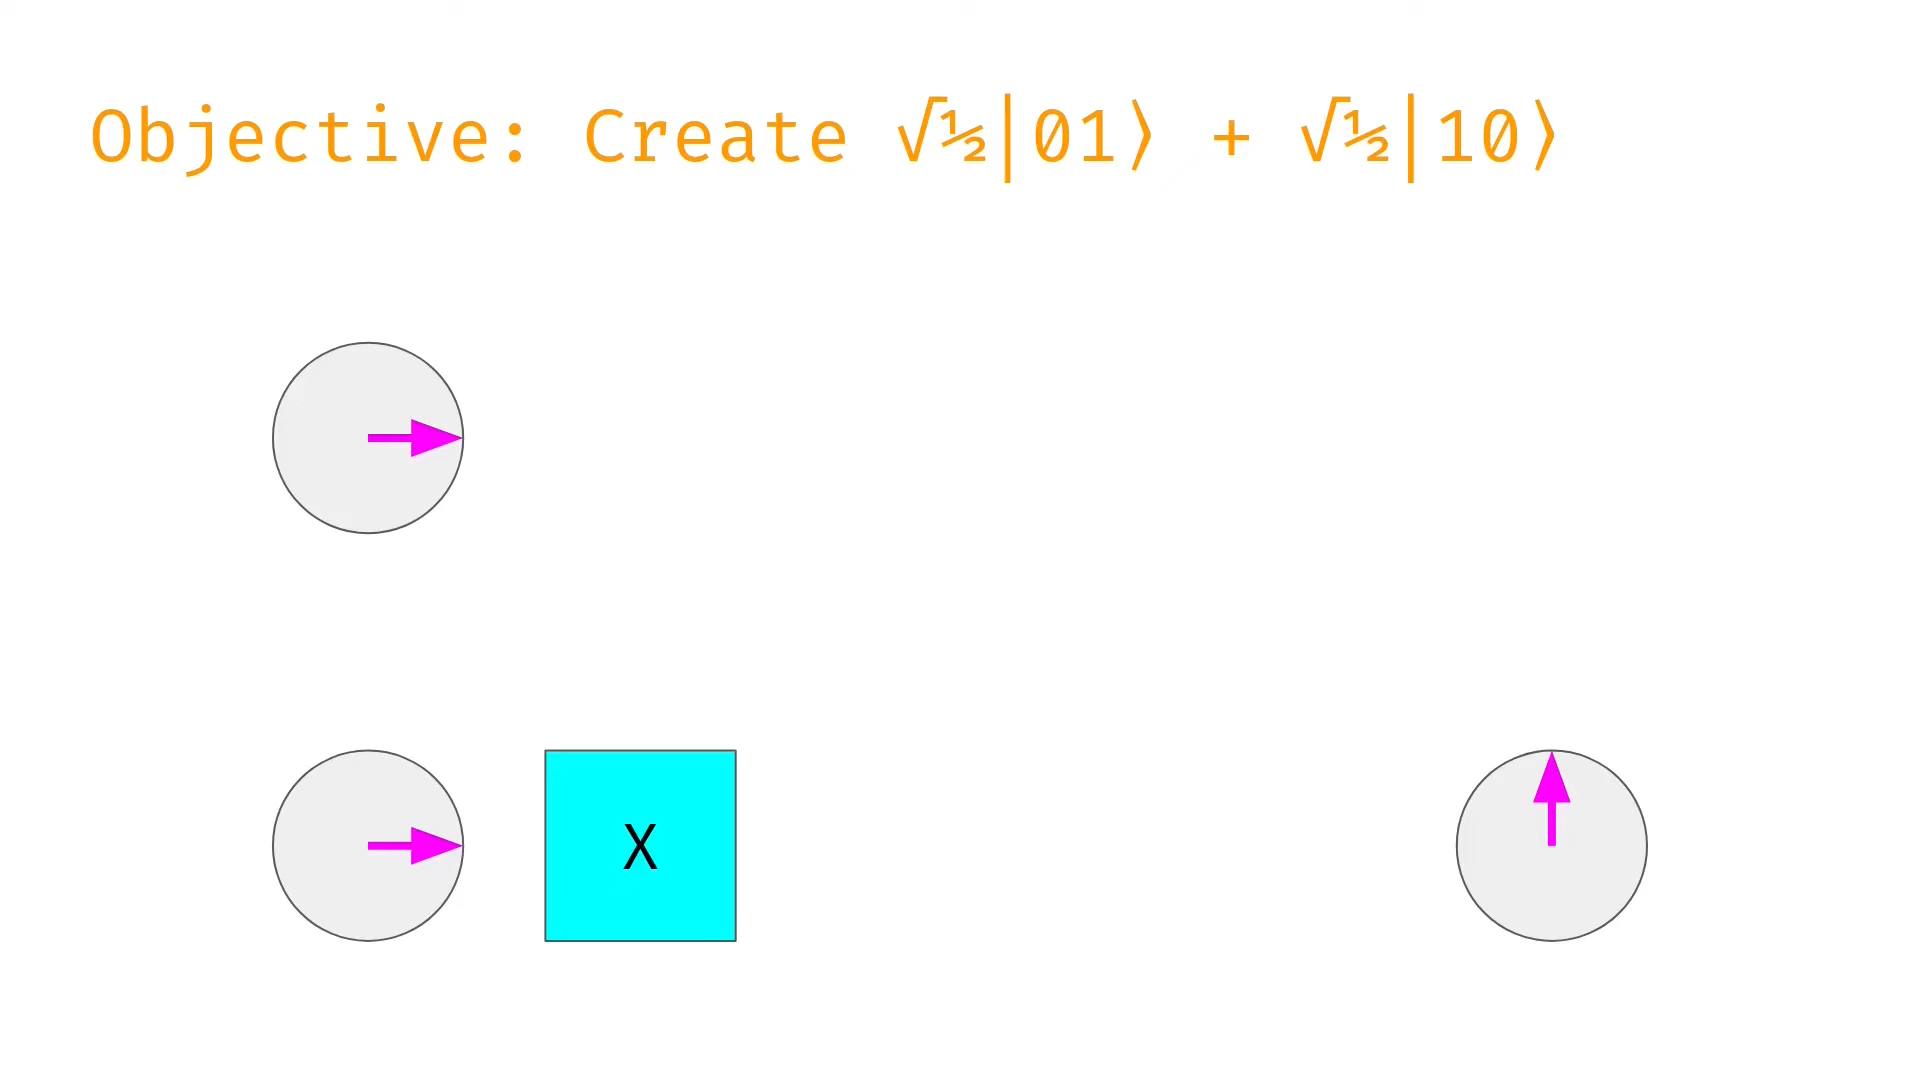 Objective: Create √½|01⟩ + √½|10⟩
X